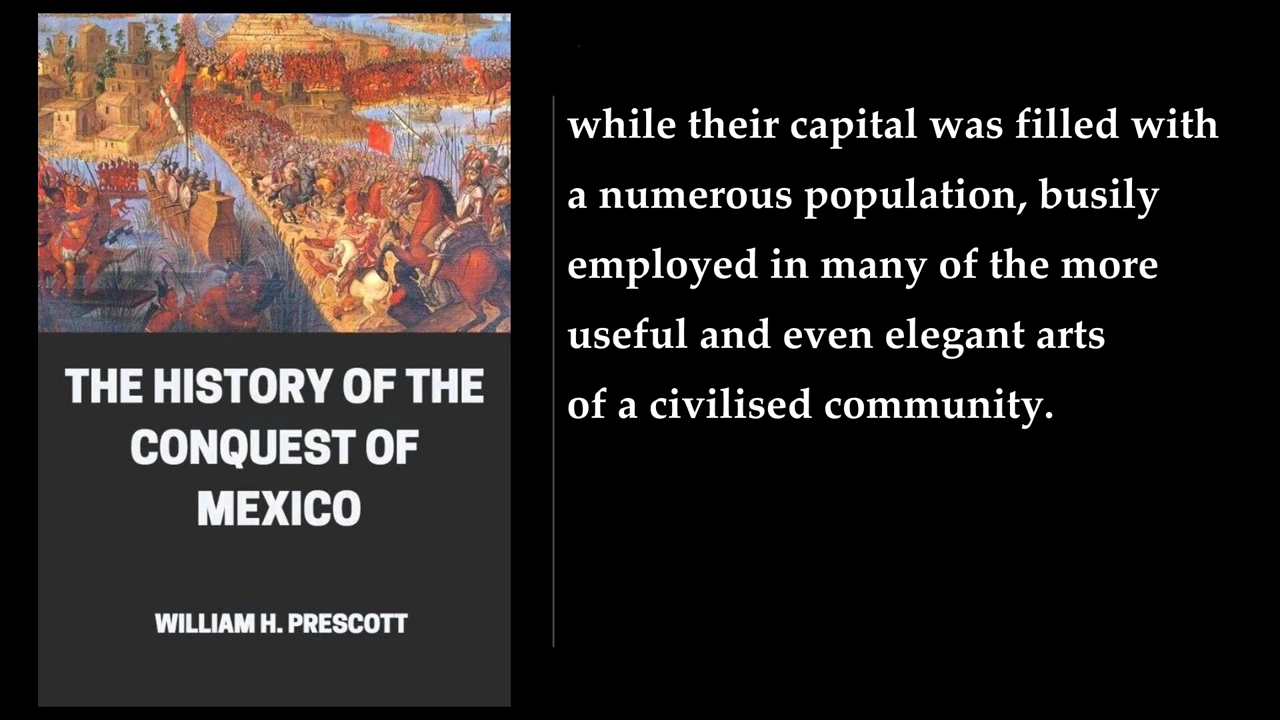 THE HISTORY OF THE
CONQUEST OF
MEXICO
WILLIAM H. PRESCOTT
while their capital was filled with
a numerous population, busily
employed in many of the more
useful and even elegant arts
of a civilised community.